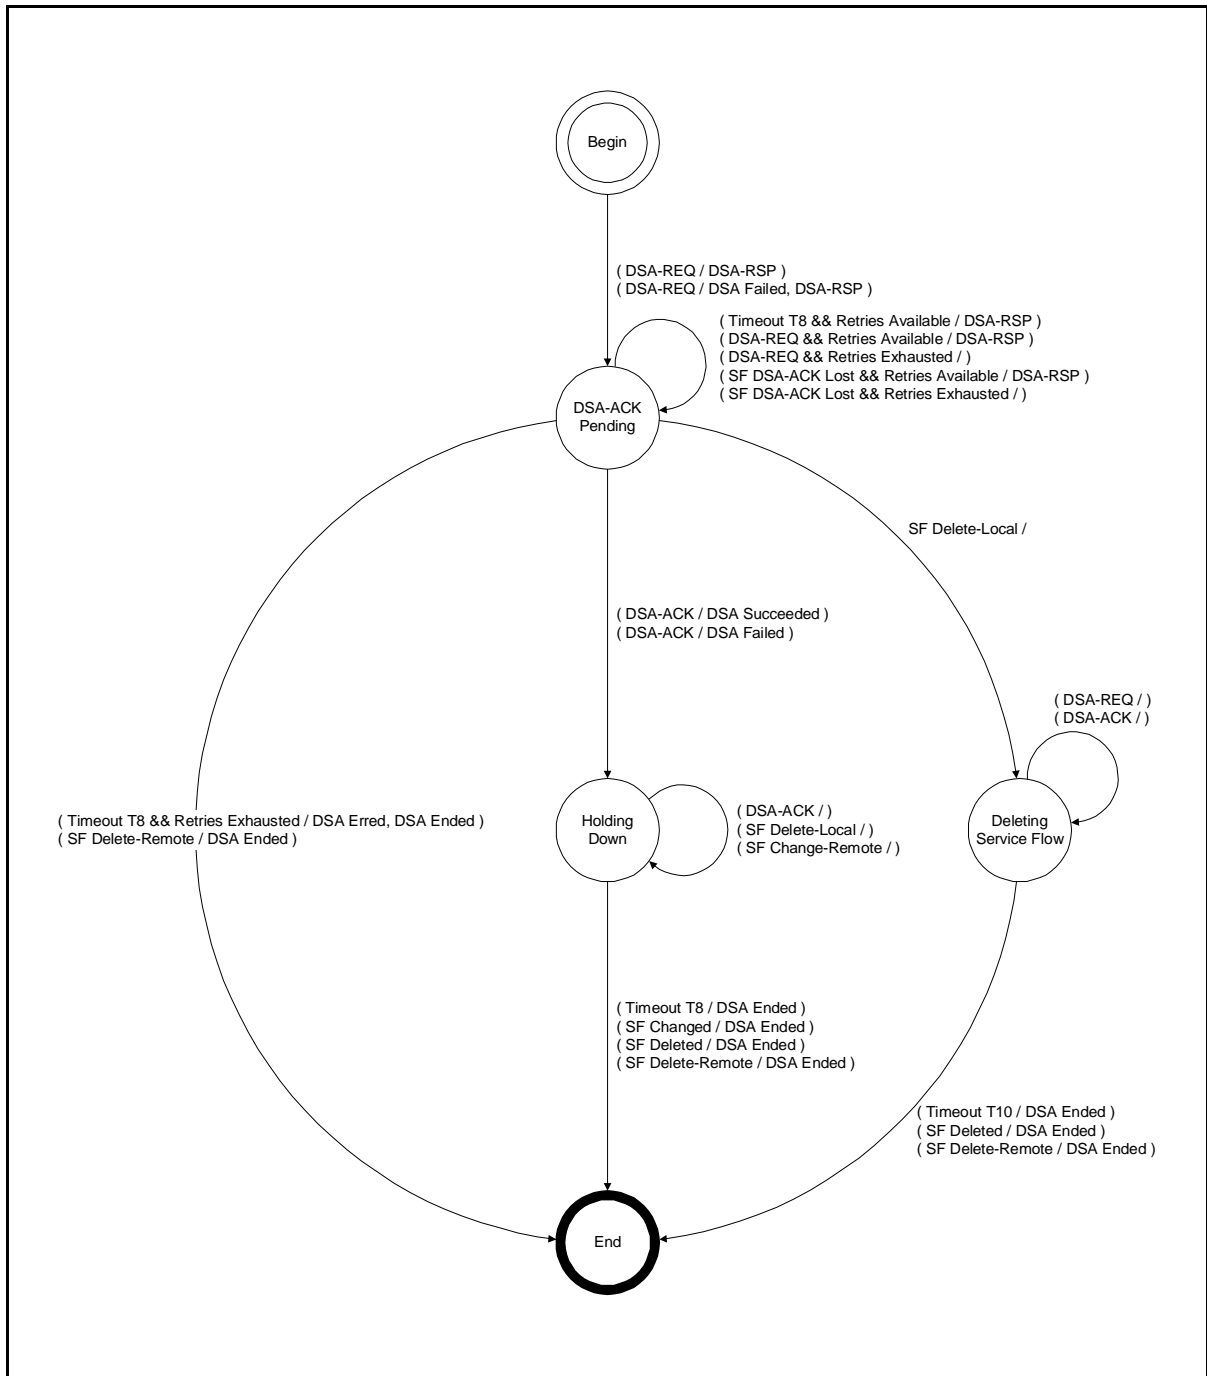 Begin
( DSA-REQ / DSA-RSP )
( DSA-REQ / DSA Failed, DSA-RSP )
( Timeout T8 && Retries Available / DSA-RSP )
( DSA-REQ && Retries Available / DSA-RSP )
( DSA-REQ && Retries Exhausted / )
( SF DSA-ACK Lost && Retries Available / DSA-RSP )
( SF DSA-ACK Lost && Retries Exhausted / )
DSA-ACK
Pending
SF Delete-Local /
( DSA-ACK / DSA Succeeded )
( DSA-ACK / DSA Failed )
( DSA-REQ / )
( DSA-ACK / )
( Timeout T8 && Retries Exhausted / DSA Erred, DSA Ended )
( SF Delete-Remote / DSA Ended )
Holding
Down
( DSA-ACK / )
( SF Delete-Local / )
( SF Change-Remote / )
Deleting
Service Flow
( Timeout T8 / DSA Ended )
( SF Changed / DSA Ended )
( SF Deleted / DSA Ended )
( SF Delete-Remote / DSA Ended )
( Timeout T10 / DSA Ended )
( SF Deleted / DSA Ended )
( SF Delete-Remote / DSA Ended )
End